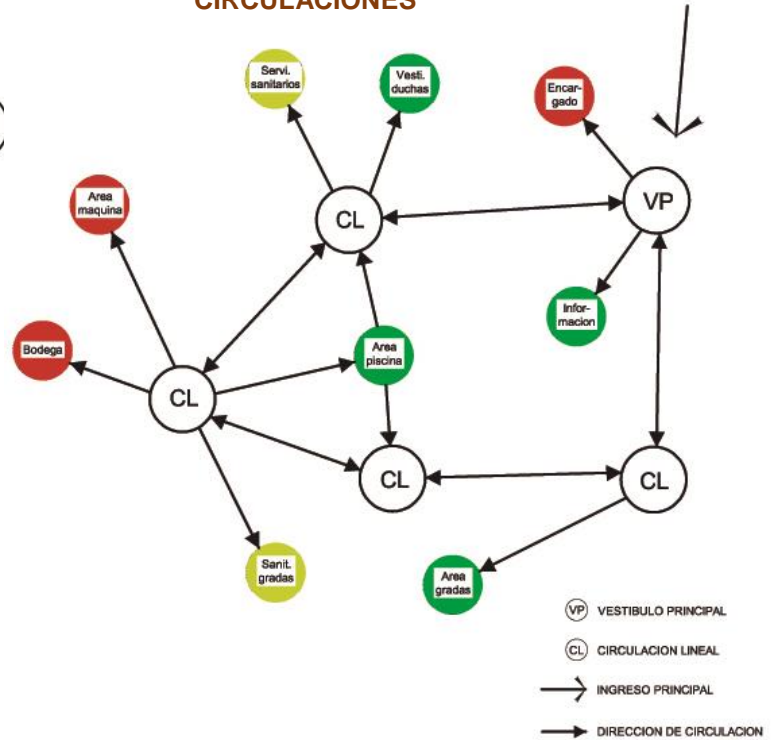 CIRCULACIONES
Servi.
sanitarios
Vesti.
duchas
Encar-
gado
Area
maquina
CL
VP
Infor-
macion
Bodega
Area
piscina
CL
CL
CL
Sanit.
gradas
Area
gradas
VP VESTIBULO PRINCIPAL
CL CIRCULACION LINEAL
INGRESO PRINCIPAL
DIRECCION DE CIRCULACION